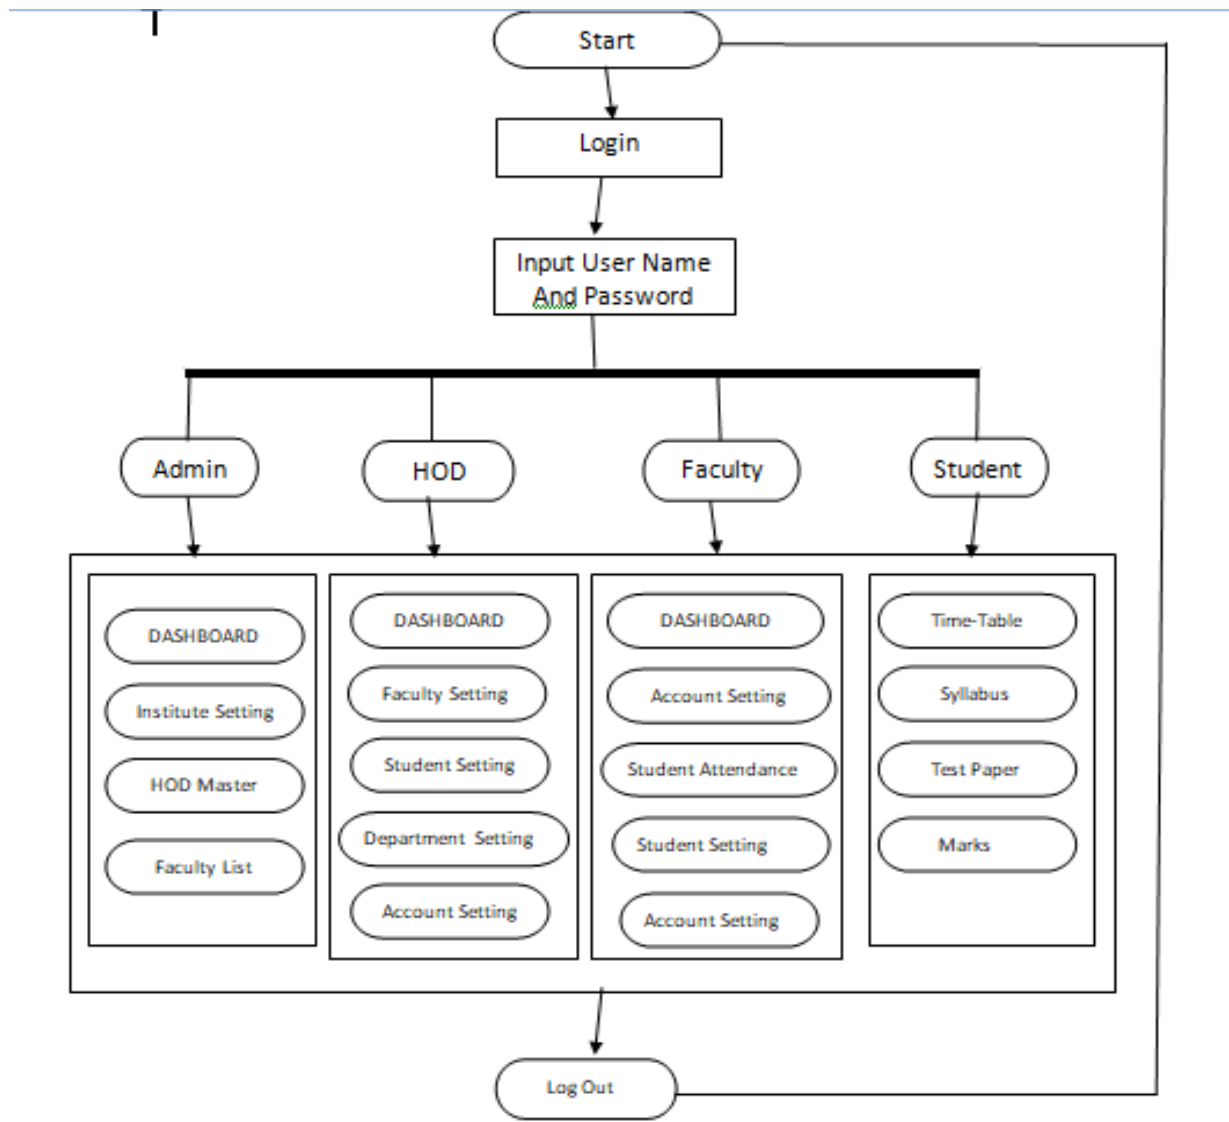 Start
Login
Input User Name
And Password
Admin
HOD
Faculty
Student
DASHBOARD
Institute Setting
HOD Master
Faculty List
DASHBOARD
Faculty Setting
Student Setting
Department Setting
Account Setting
DASHBOARD
Account Setting
Student Attendance
Student Setting
Account Setting
Time-Table
Syllabus
Test Paper
Marks
Log Out